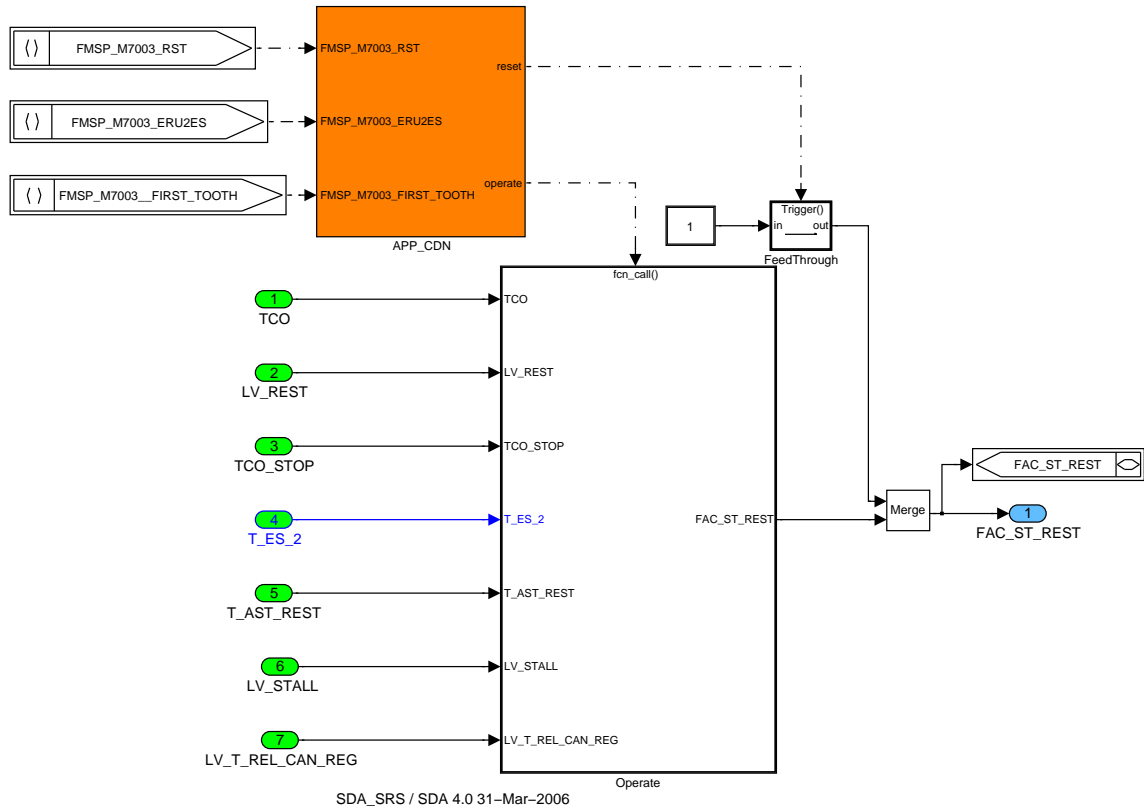 FMSP_M7003_RST
FMSP_M7003_RST
reset
FMSP_M7003_ERU2ES
FMSP_M7003_ERU2ES
FMSP_M7003__FIRST_TOOTH
FMSP_M7003_FIRST_TOOTH
operate
APP_CDN
1
Trigger()
in out
FeedThrough
fcn_call()
1
TCO
TCO
2
LV_REST
LV_REST
3
TCO_STOP
TCO_STOP
4
T_ES_2
T_ES_2
5
T_AST_REST
T_AST_REST
6
LV_STALL
LV_STALL
7
LV_T_REL_CAN_REG
LV_T_REL_CAN_REG
FAC_ST_REST
Merge
FAC_ST_REST
1
FAC_ST_REST
Operate
SDA_SRS / SDA 4.0 31−Mar−2006